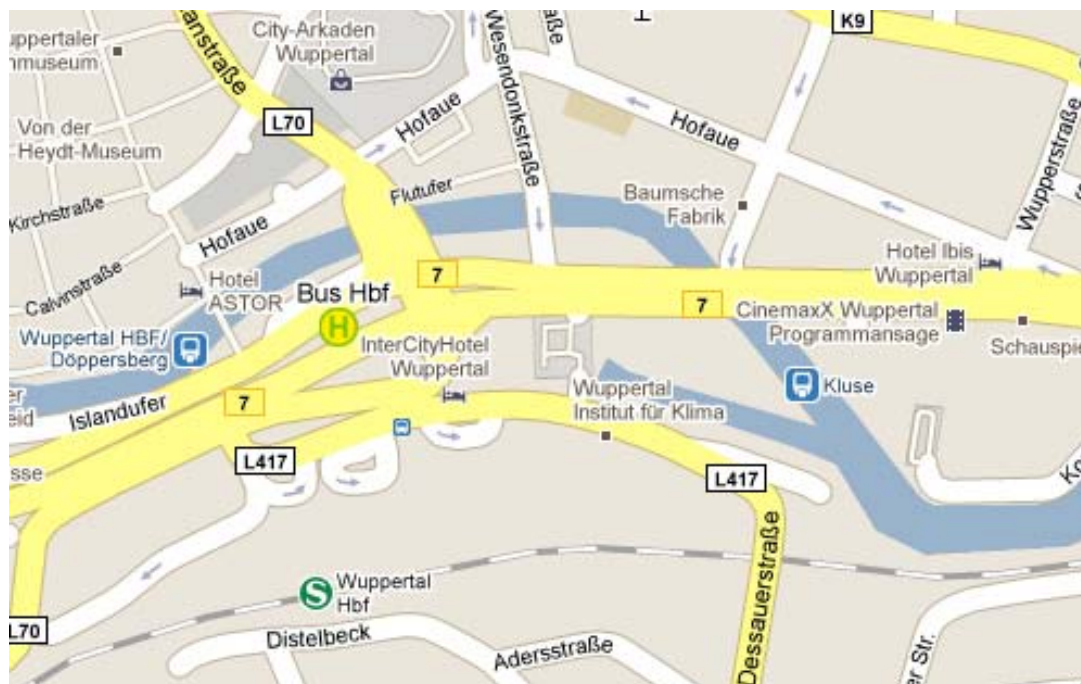 City-Arkaden
Wuppertal
K9
L70
Wesendonkstraße
Hofaue
Hofaue
Von der
Heydt-Museum
Kirchstraße
Flutufer
Baumsche
Fabrik
Wupperstraße
Hofaue
Calvinstraße
Hotel
ASTOR
Bus Hbf
H
7
7
Hotel Ibis
Wuppertal
CinemaxX Wuppertal
Programmansage
Schauspie
Wuppertal HBF/
Döppersberg
InterCityHotel
Wuppertal
Kluse
Islandufer
7
Wuppertal
Institut für Klima
L417
L417
Dessauerstraße
S
Wuppertal
Hbf
L70
Distelbeck
Adersstraße